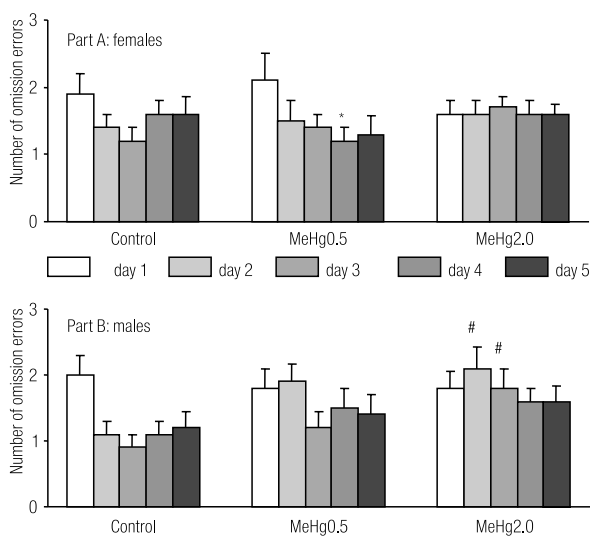 Number of omission errors
3
2
1
0
Part A: females
*
Control MeHg0.5 MeHg2.0
day 1 day 2 day 3 day 4 day 5
Number of omission errors
3
2
1
0
Part B: males
# #
Control MeHg0.5 MeHg2.0